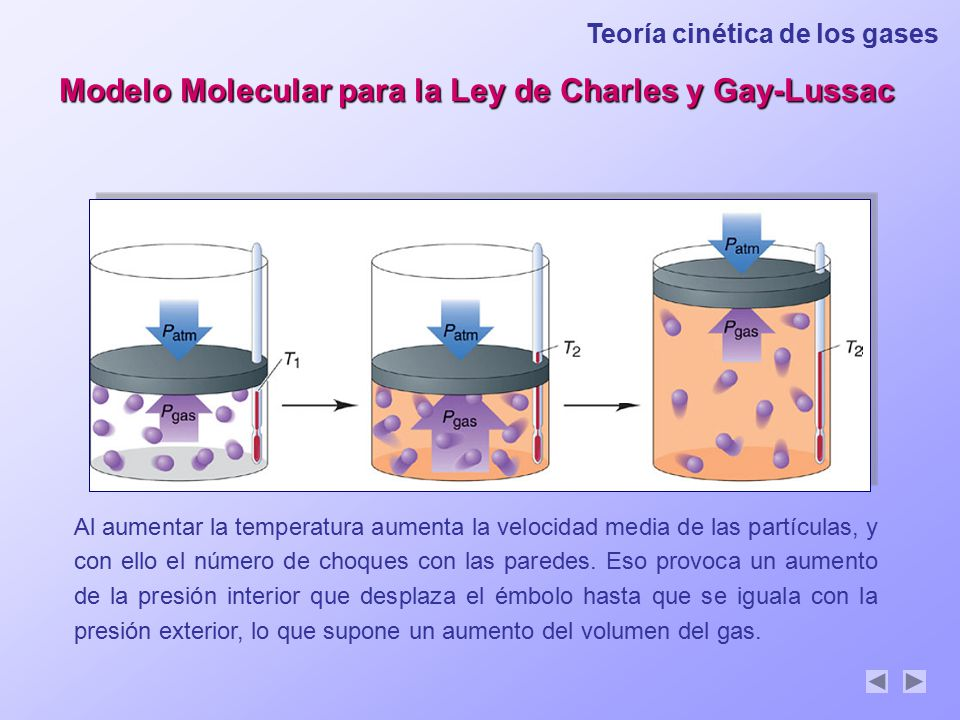 Teoría cinética de los gases
Modelo Molecular para la Ley de Charles y Gay-Lussac
Patm
Pgas
T1
Patm
Pgas
T2
Patm
Pgas
T2
Al aumentar la temperatura aumenta la velocidad media de las partículas, y
con ello el número de choques con las paredes. Eso provoca un aumento
de la presión interior que desplaza el émbolo hasta que se iguala con la
presión exterior, lo que supone un aumento del volumen del gas.